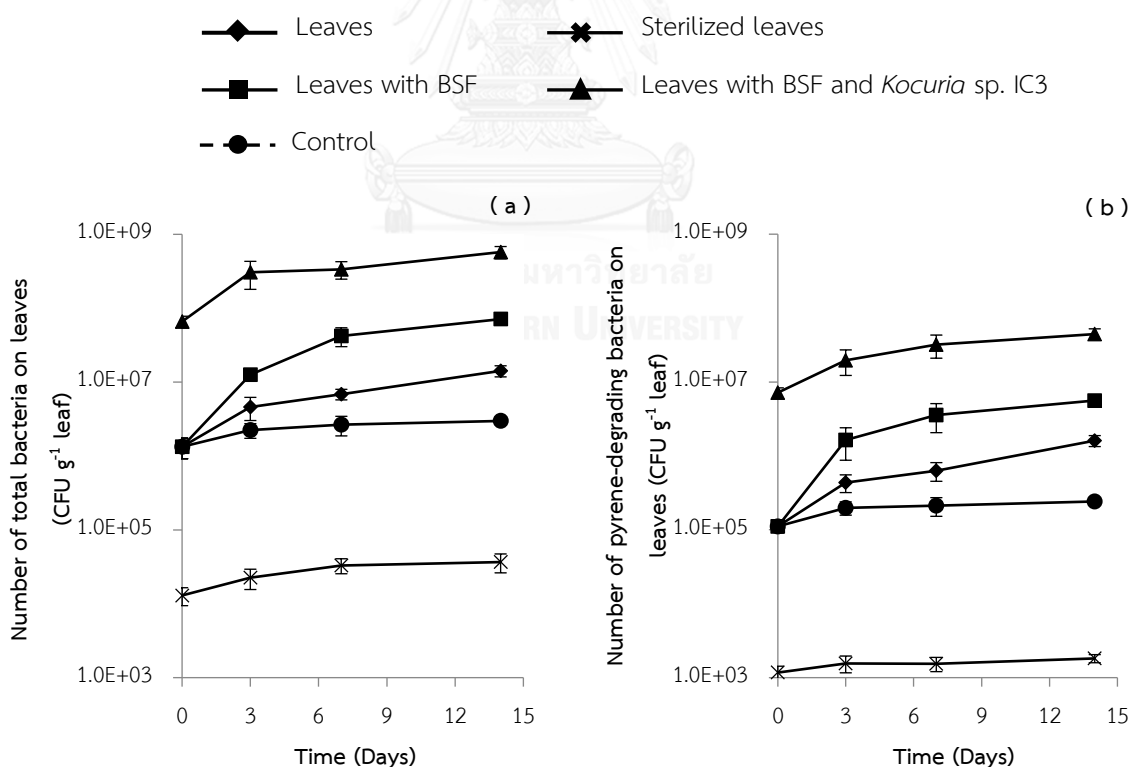 Leaves
Sterilized leaves
Leaves with BSF
Leaves with BSF and Kocuria sp. IC3
Control
( a )
Number of total bacteria on leaves
(CFU g⁻¹ leaf)
1.0E+09
1.0E+07
1.0E+05
1.0E+03
0 3 6 9 12 15
Time (Days)
( b )
Number of pyrene-degrading bacteria on
leaves (CFU g⁻¹ leaf)
1.0E+09
1.0E+07
1.0E+05
1.0E+03
0 3 6 9 12 15
Time (Days)
RN UNIVERSITY